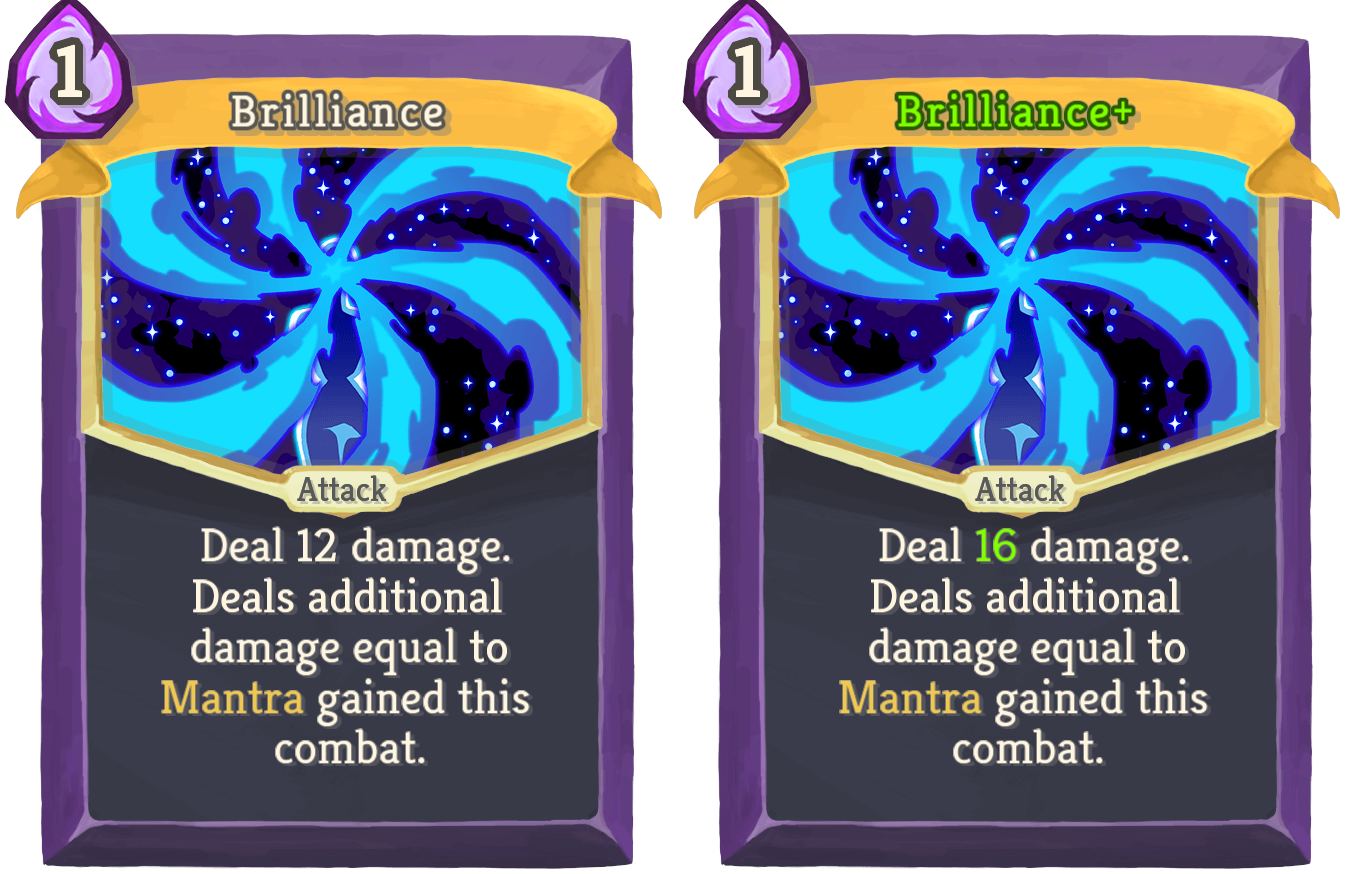 1
Brilliance
Attack
Deal 12 damage.
Deals additional
damage equal to
Mantra gained this
combat.
1
Brilliance+
Attack
Deal 16 damage.
Deals additional
damage equal to
Mantra gained this
combat.